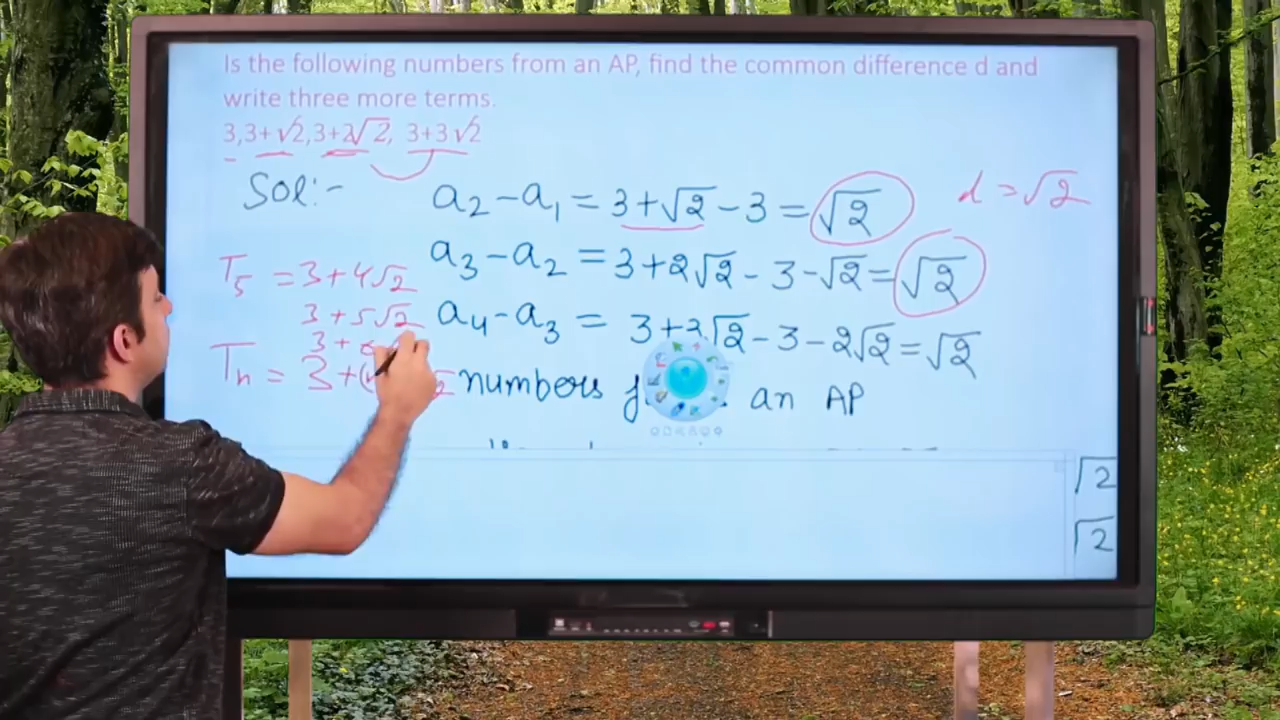 Is the following numbers from an AP, find the common difference d and
write three more terms.
3,3+√2,3+2√2, 3+3√2
Sol:-
a₂-a₁ = 3+√2-3 = √2
d = √2
a₃-a₂ = 3+2√2-3-√2=√2
T₅ = 3+4√2
3+5√2
a₄-a₃ = 3+3√2-3-2√2=√2
3+
Tₙ = 3+(
numbers
an AP
√2
√2